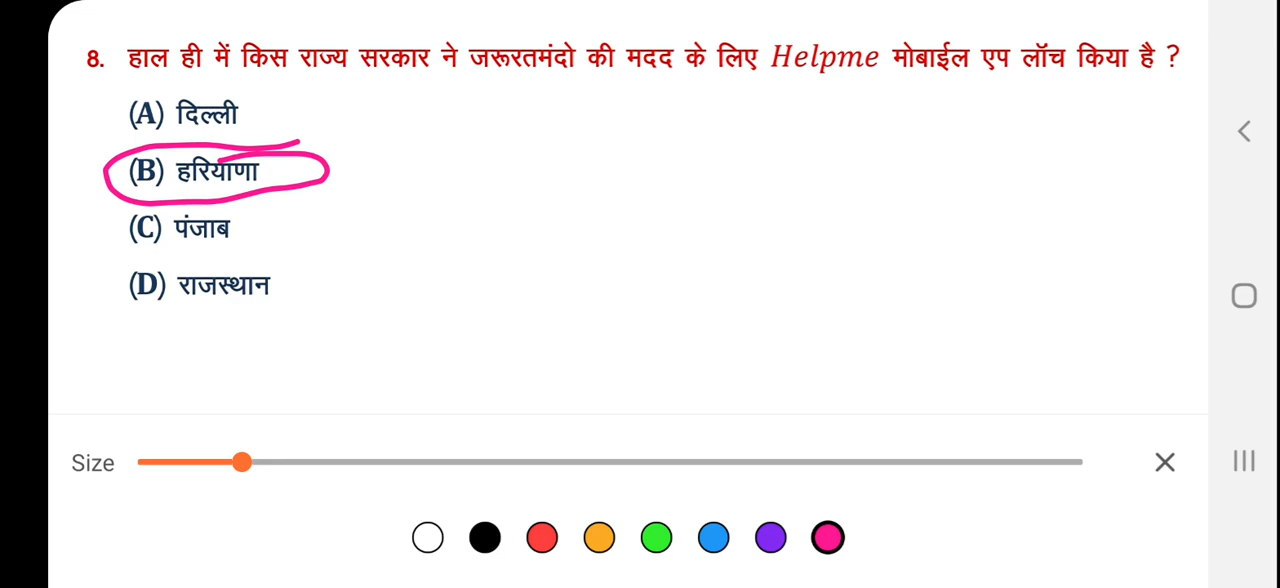 8. हाल ही में किस राज्य सरकार ने जरूरतमंदो की मदद के लिए Helpme मोबाईल एप लॉच किया है ?
(A) दिल्ली
(B) हरियाणा
(C) पंजाब
(D) राजस्थान
Size